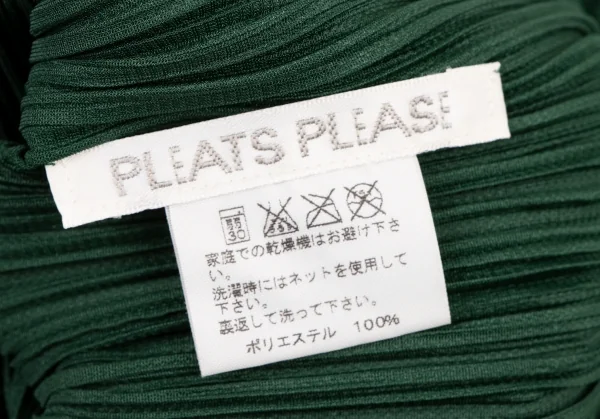 PLEATS PLEASE
弱
30
家庭での乾燥機はお避け下さ
い。
洗濯時にはネットを使用して
下さい。
裏返して洗って下さい。
ポリエステル 100%